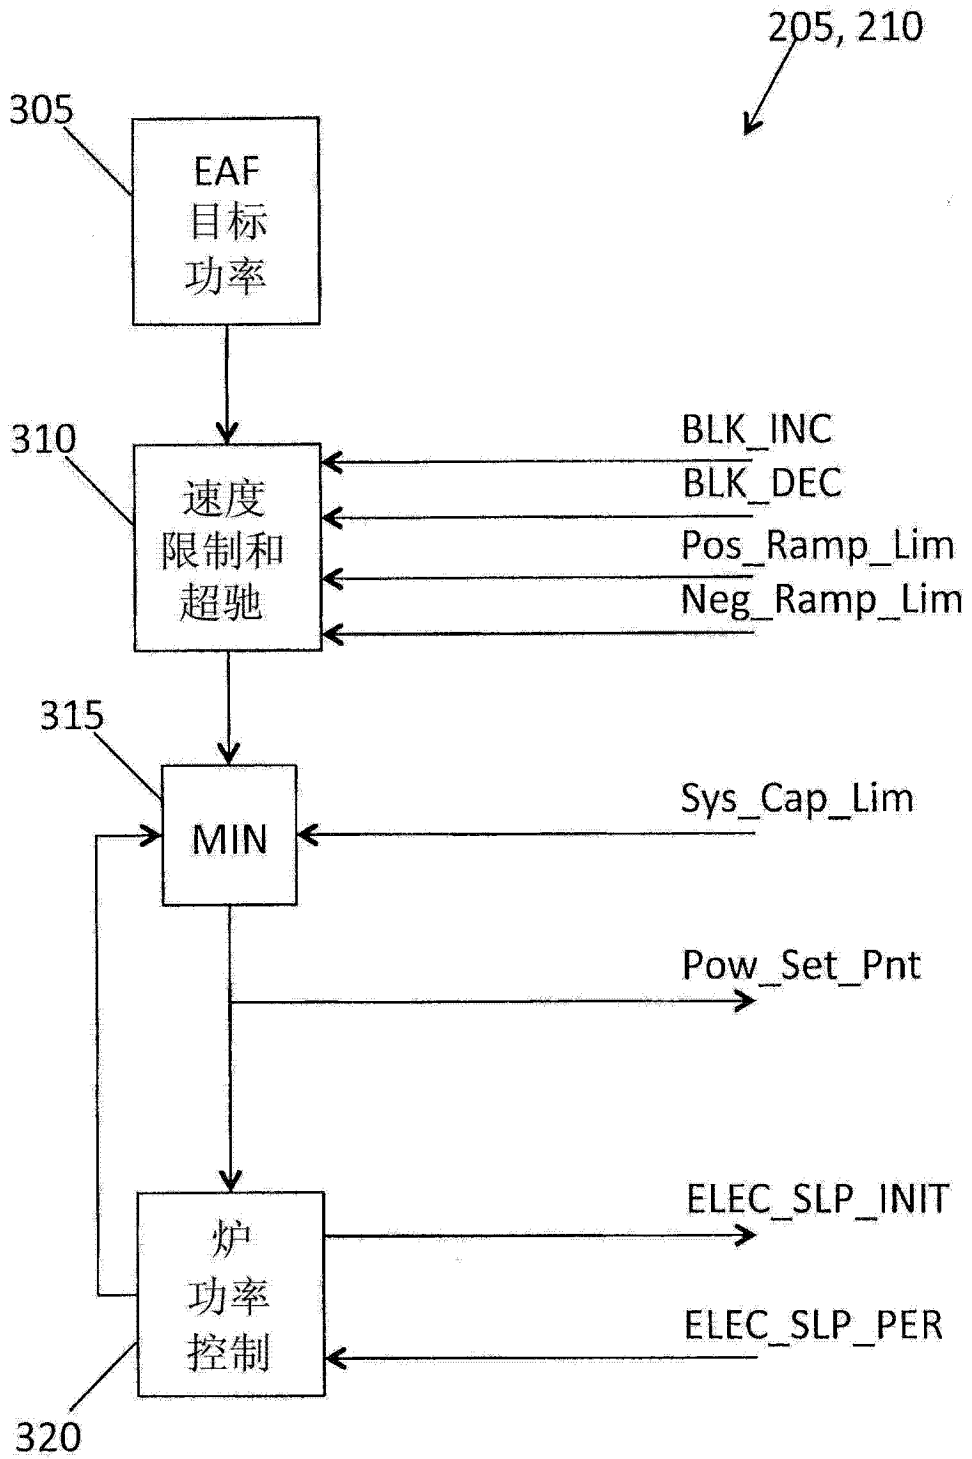 205, 210
305
EAF
目标
功率
310
速度
限制和
超驰
BLK_INC
BLK_DEC
Pos_Ramp_Lim
Neg_Ramp_Lim
315
MIN
Sys_Cap_Lim
Pow_Set_Pnt
炉
功率
控制
ELEC_SLP_INIT
ELEC_SLP_PER
320